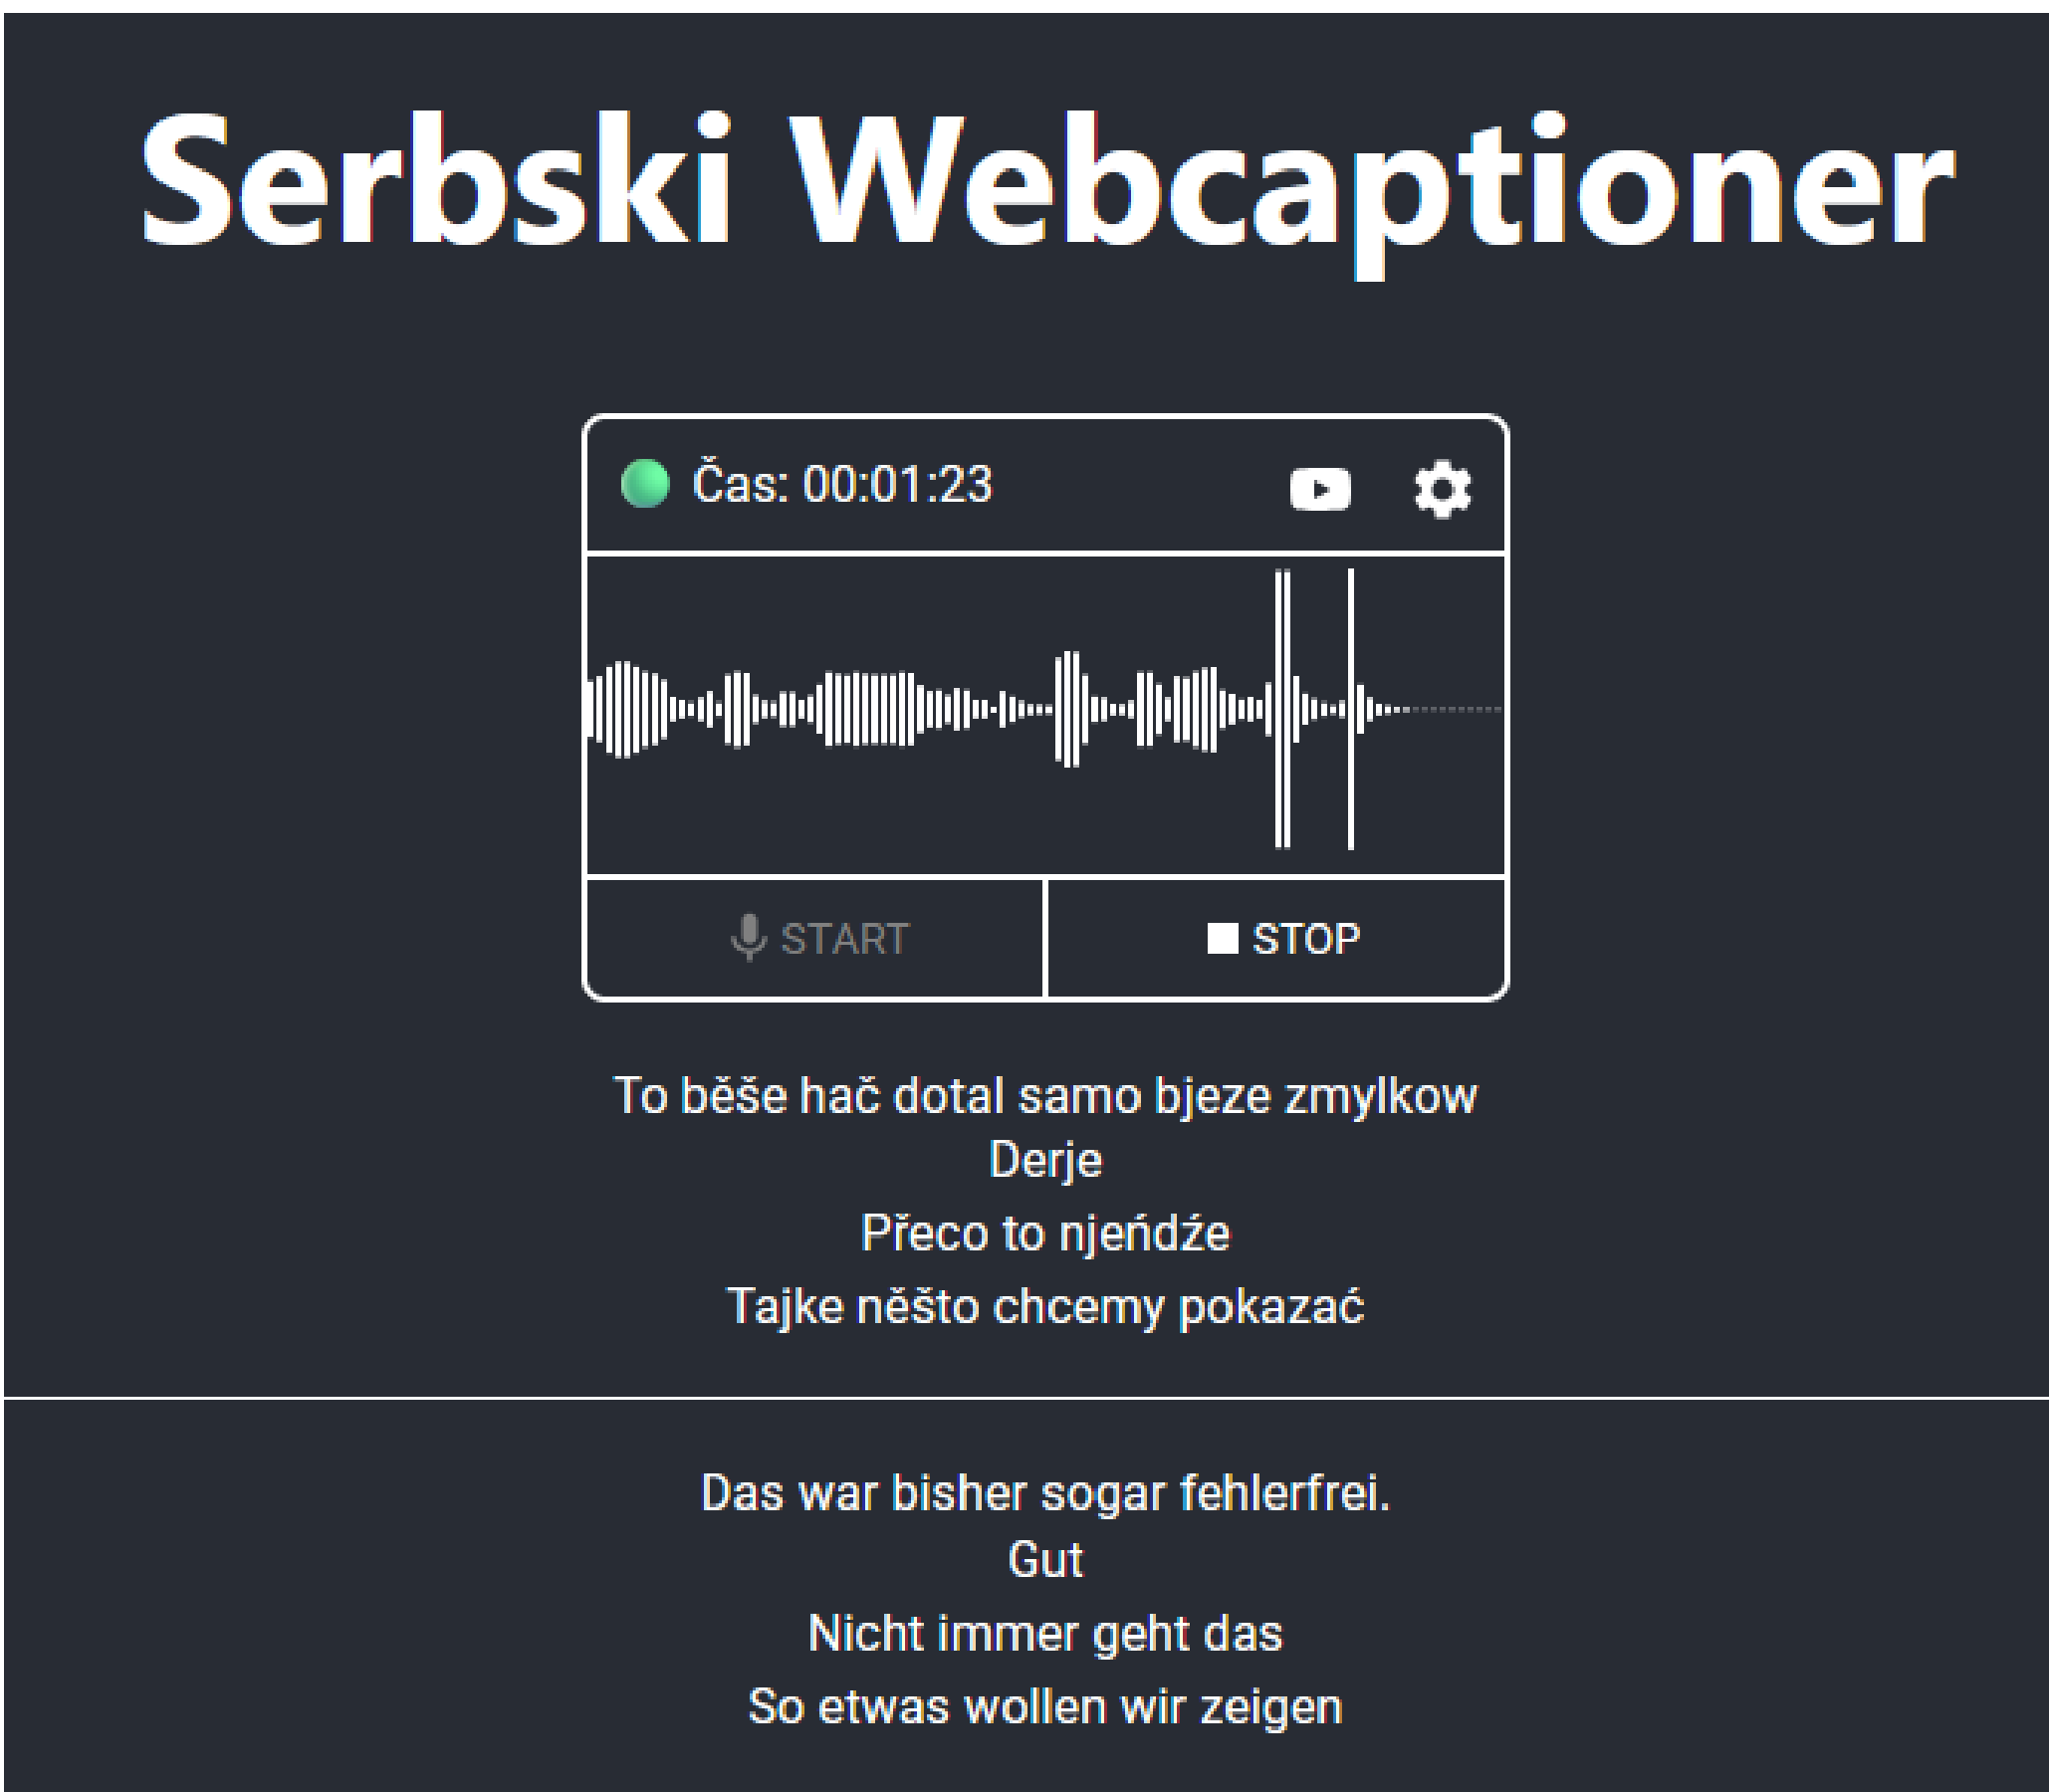 Serbski Webcaptioner
Čas: 00:01:23
START
STOP
To běše hač dotal samo bjeze zmylkow
Derje
Přeco to njeńdźe
Tajke něšto chcemy pokazać
Das war bisher sogar fehlerfrei.
Gut
Nicht immer geht das
So etwas wollen wir zeigen